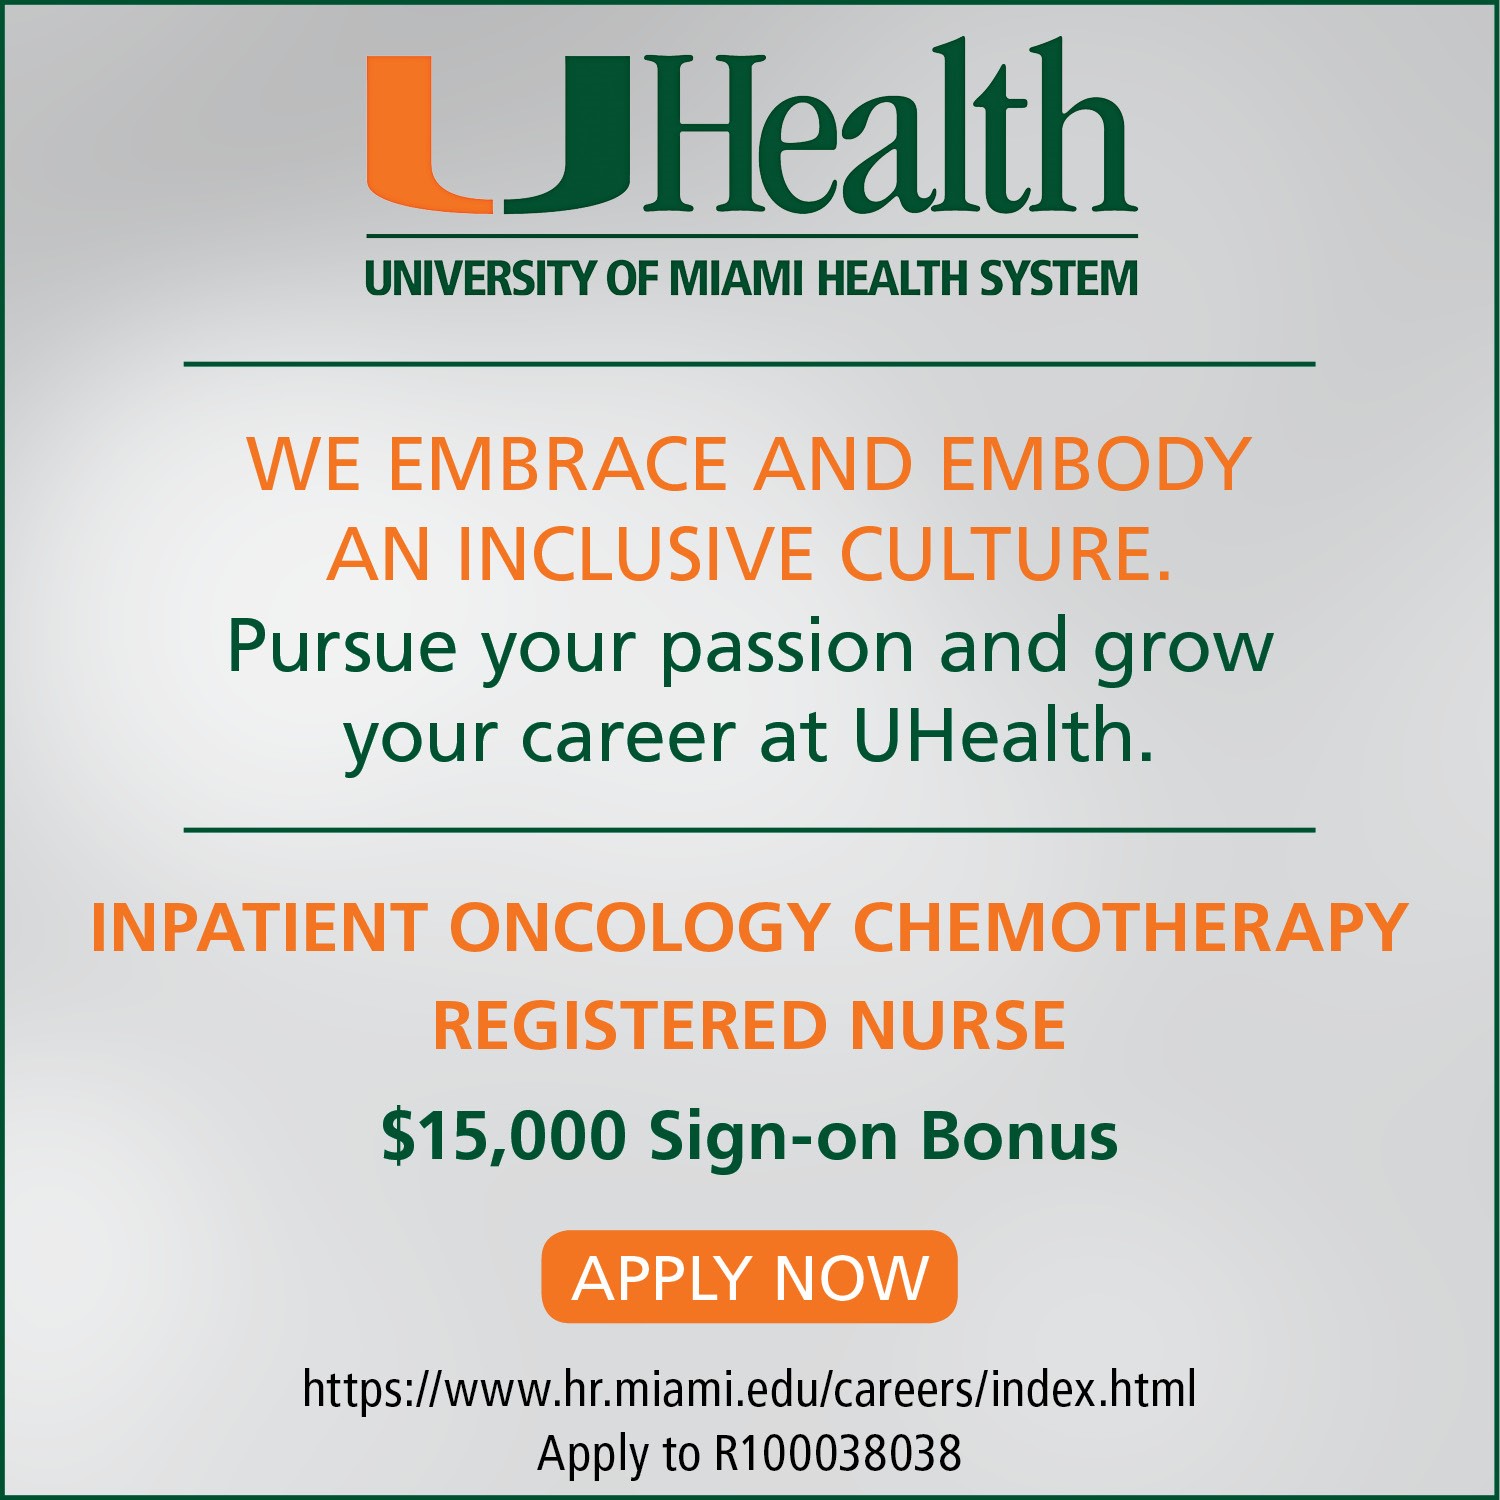 UHealth
UNIVERSITY OF MIAMI HEALTH SYSTEM
WE EMBRACE AND EMBODY
AN INCLUSIVE CULTURE.
Pursue your passion and grow
your career at UHealth.
INPATIENT ONCOLOGY CHEMOTHERAPY
REGISTERED NURSE
$15,000 Sign-on Bonus
APPLY NOW
https://www.hr.miami.edu/careers/index.html
Apply to R100038038